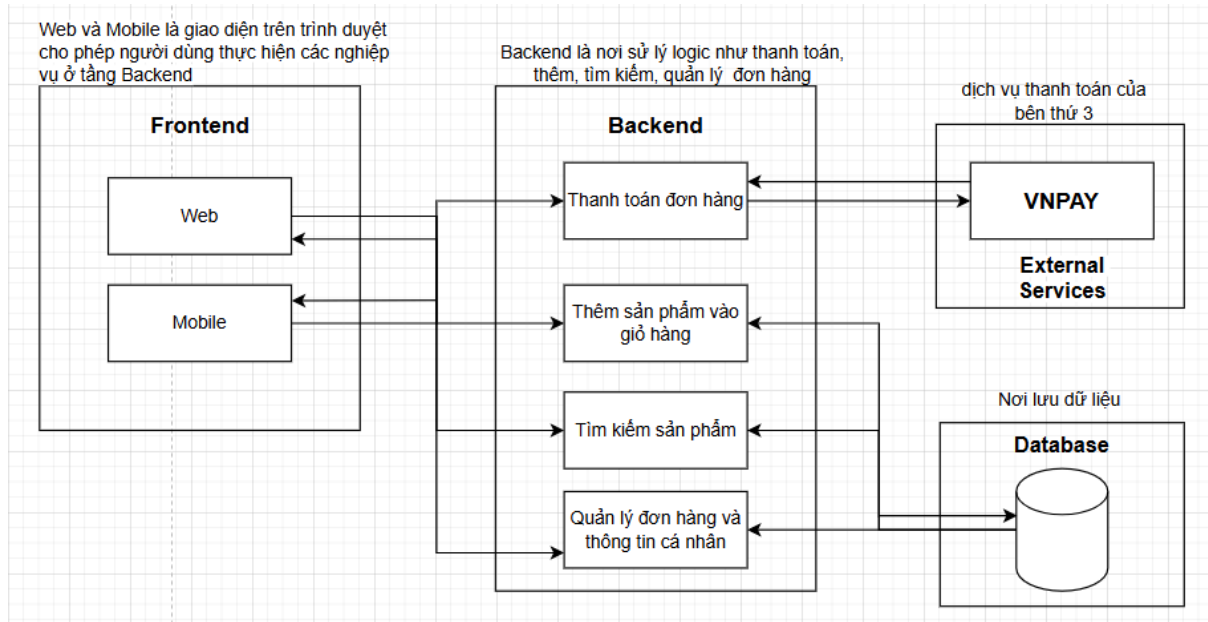 Web và Mobile là giao diện trên trình duyệt
cho phép người dùng thực hiện các nghiệp
vụ ở tầng Backend
Backend là nơi sử lý logic như thanh toán,
thêm, tìm kiếm, quản lý đơn hàng
dịch vụ thanh toán của
bên thứ 3
Frontend
Web
Mobile
Backend
Thanh toán đơn hàng
Thêm sản phẩm vào
giỏ hàng
Tìm kiếm sản phẩm
Quản lý đơn hàng và
thông tin cá nhân
VNPAY
External
Services
Nơi lưu dữ liệu
Database